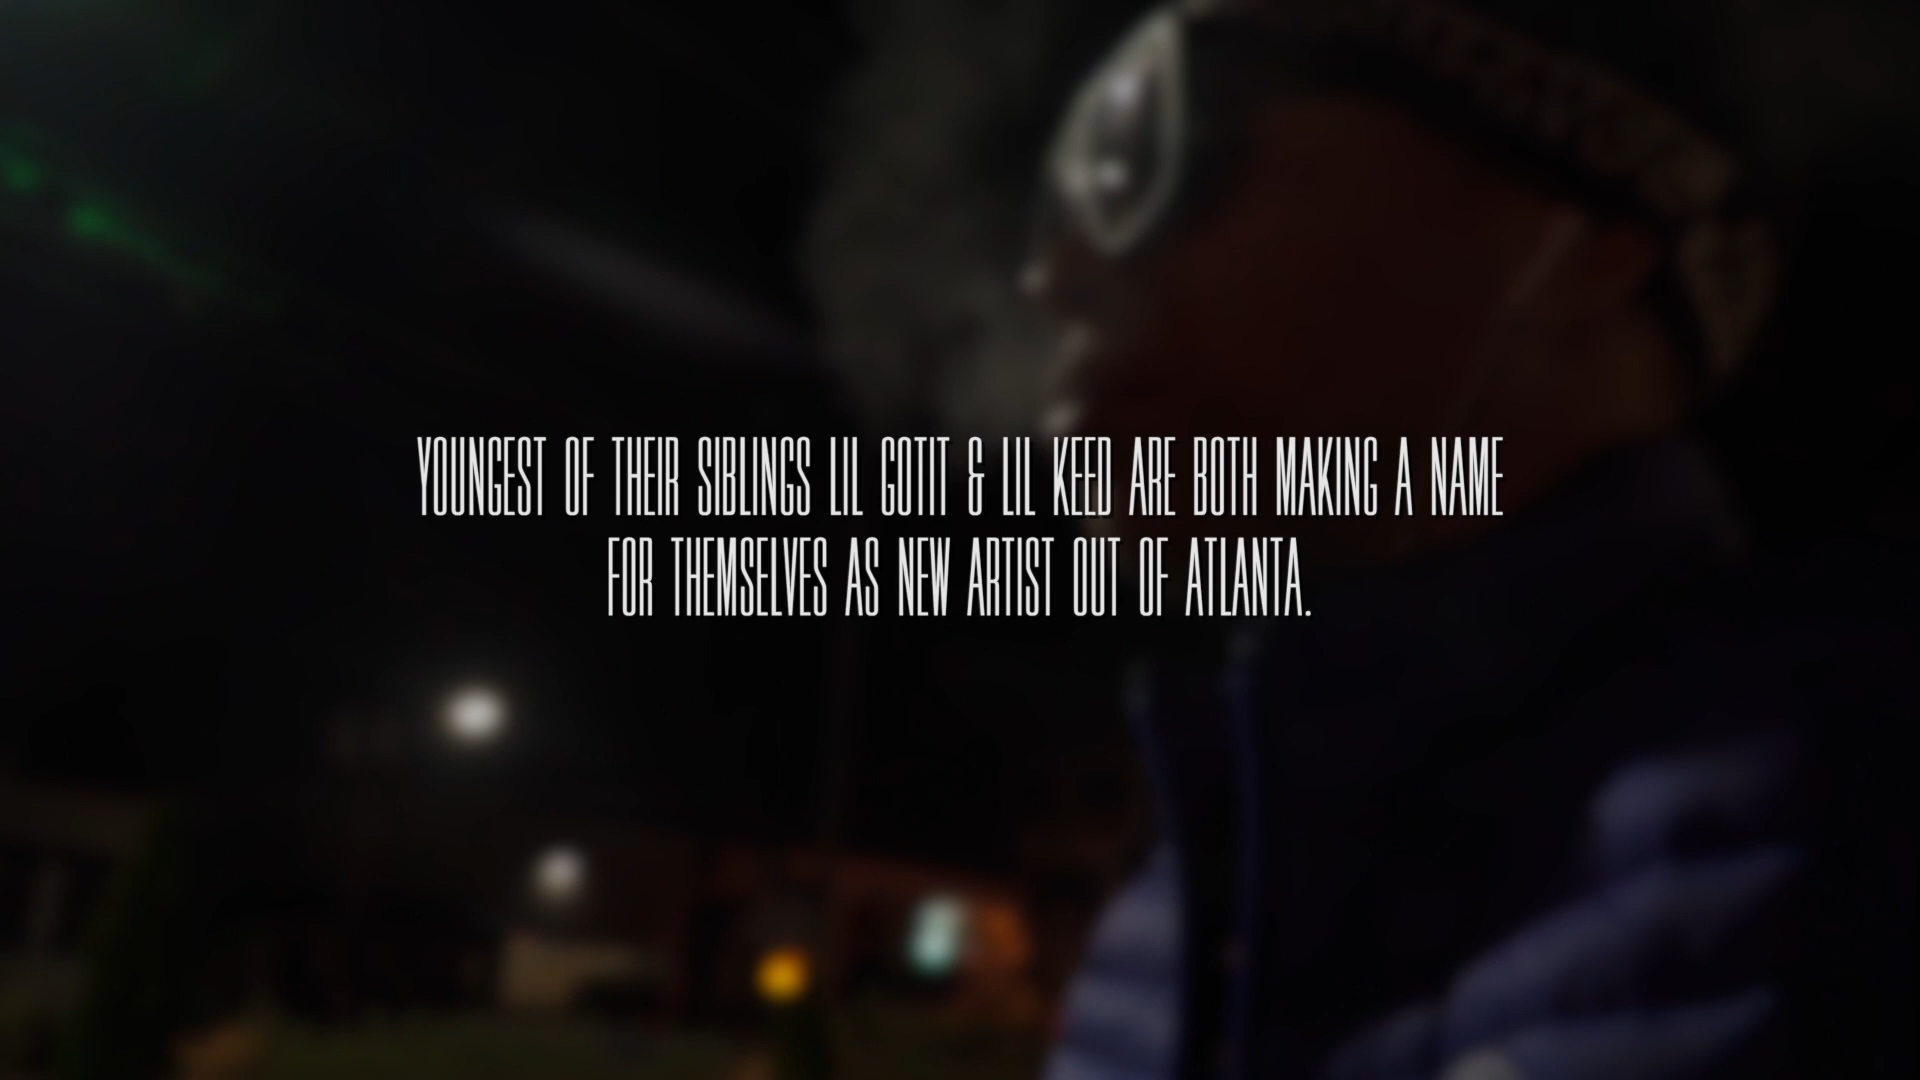 YOUNGEST OF THEIR SIBLINGS LIL GOTIT & LIL KEED ARE BOTH MAKING A NAME
FOR THEMSELVES AS NEW ARTIST OUT OF ATLANTA.